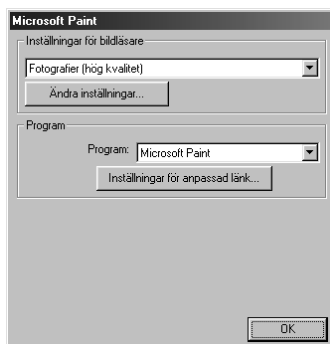 Microsoft Paint
Inställningar för bildläsare
Fotografier (hög kvalitet)
Ändra inställningar...
Program
Program: Microsoft Paint
Inställningar för anpassad länk...
OK